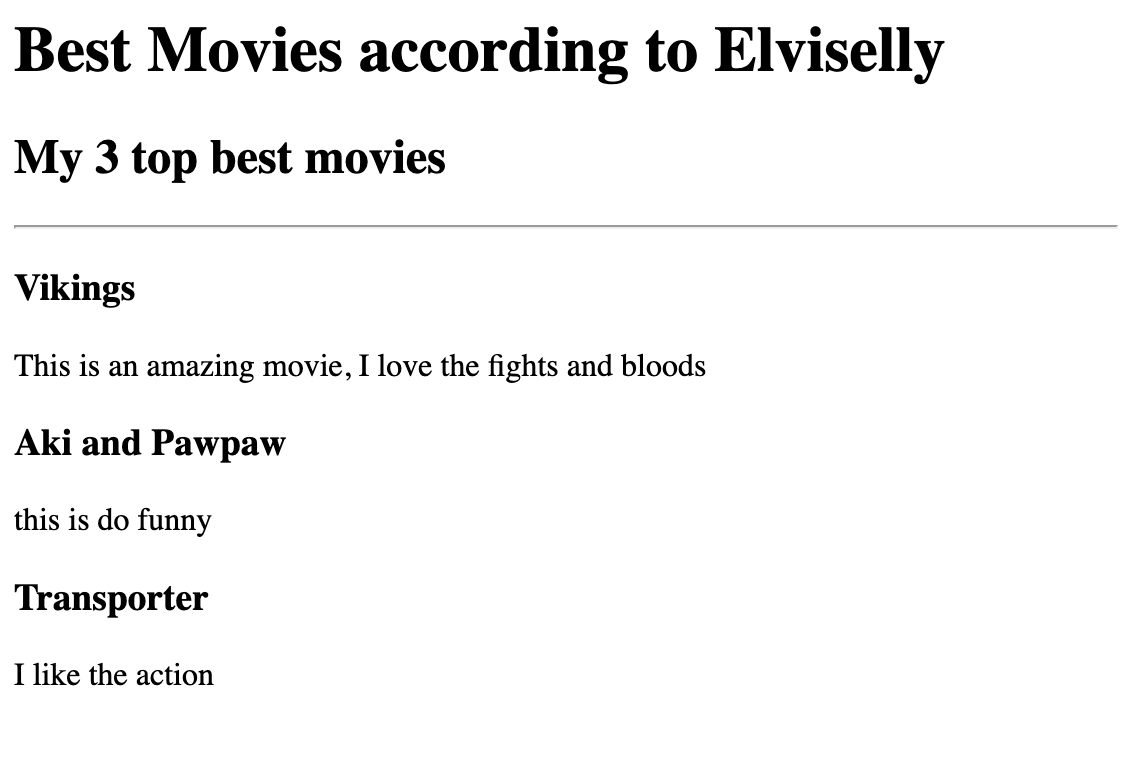 Best Movies according to Elviselly
My 3 top best movies
Vikings
This is an amazing movie, I love the fights and bloods
Aki and Pawpaw
this is do funny
Transporter
I like the action